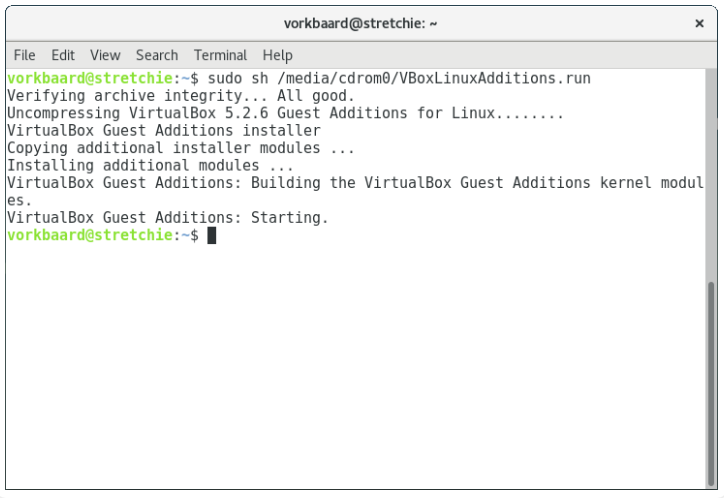 vorkbaard@stretchie: ~
×
File Edit View Search Terminal Help
vorkbaard@stretchie:~$ sudo sh /media/cdrom0/VBoxLinuxAdditions.run
Verifying archive integrity... All good.
Uncompressing VirtualBox 5.2.6 Guest Additions for Linux........
VirtualBox Guest Additions installer
Copying additional installer modules ...
Installing additional modules ...
VirtualBox Guest Additions: Building the VirtualBox Guest Additions kernel modul
es.
VirtualBox Guest Additions: Starting.
vorkbaard@stretchie:~$